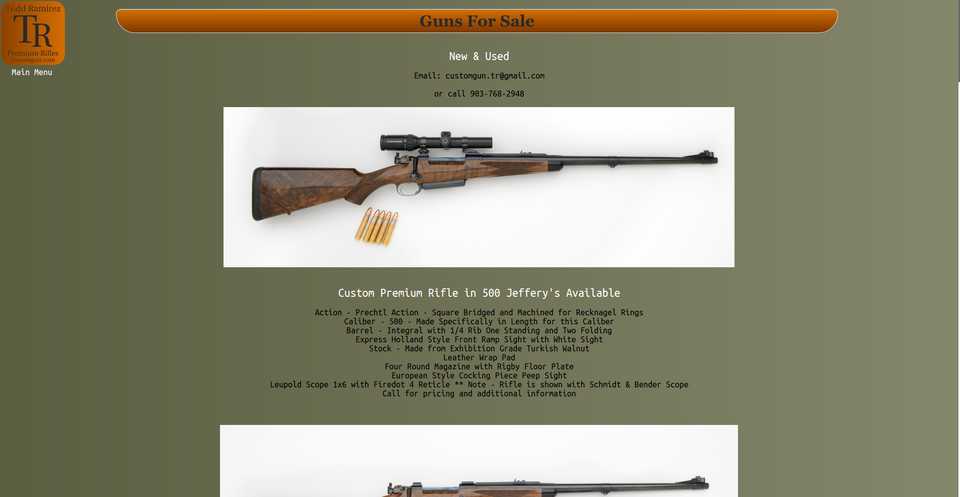 Todd Ramirez
TR
Premium Rifles
customgun.com
Main Menu
Guns For Sale
New & Used
Email: customgun.tr@gmail.com
or call 903-768-2948
Custom Premium Rifle in 500 Jeffery's Available
Action - Prechtl Action - Square Bridged and Machined for Recknagel Rings
Caliber - 500 - Made Specifically in Length for this Caliber
Barrel - Integral with 1/4 Rib One Standing and Two Folding
Express Holland Style Front Ramp Sight with White Sight
Stock - Made from Exhibition Grade Turkish Walnut
Leather Wrap Pad
Four Round Magazine with Rigby Floor Plate
European Style Cocking Piece Peep Sight
Leupold Scope 1x6 with Firedot 4 Reticle ** Note - Rifle is shown with Schmidt & Bender Scope
Call for pricing and additional information